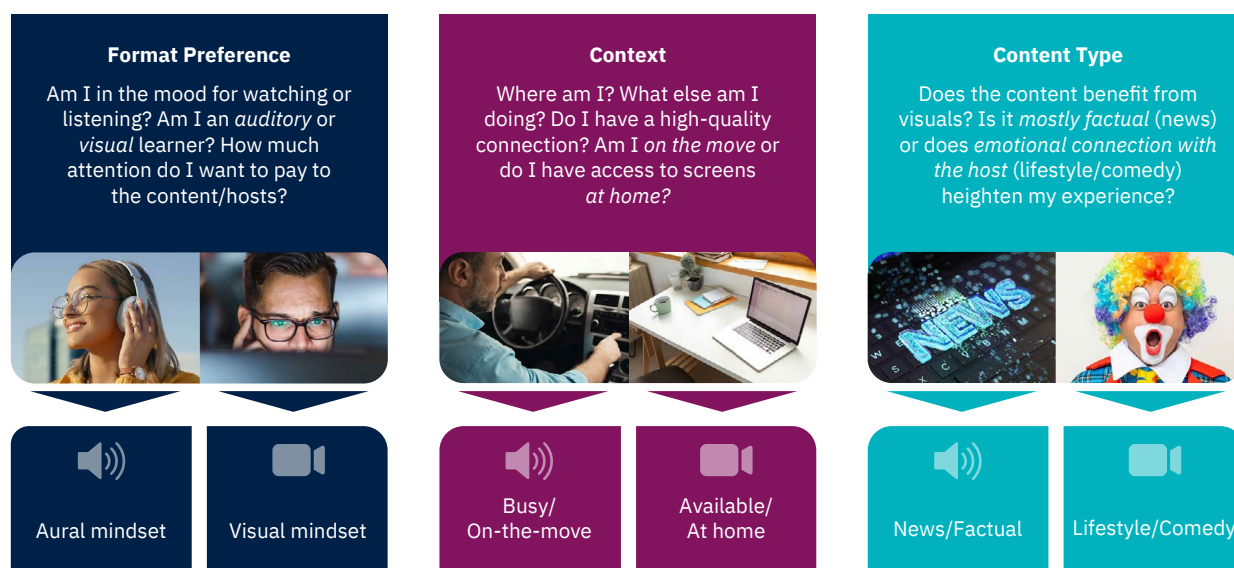 Format Preference
Am I in the mood for watching or
listening? Am I an auditory or
visual learner? How much
attention do I want to pay to
the content/hosts?
Context
Where am I? What else am I
doing? Do I have a high-quality
connection? Am I on the move or
do I have access to screens
at home?
Content Type
Does the content benefit from
visuals? Is it mostly factual (news)
or does emotional connection with
the host (lifestyle/comedy)
heighten my experience?
NEWS
Aural mindset
Visual mindset
Busy/
On-the-move
Available/
At home
News/Factual
Lifestyle/Comedy